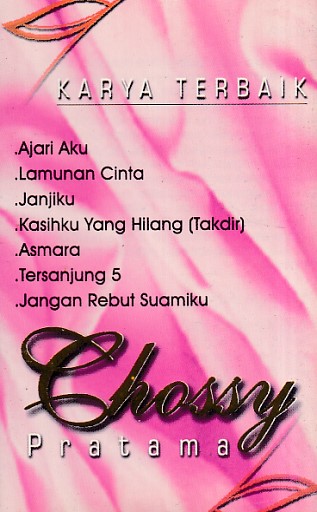 KARYA TERBAIK
.Ajari Aku
.Lamunan Cinta
.Janjiku
.Kasihku Yang Hilang (Takdir)
.Asmara
.Tersanjung 5
.Jangan Rebut Suamiku
Chossy
Pratama